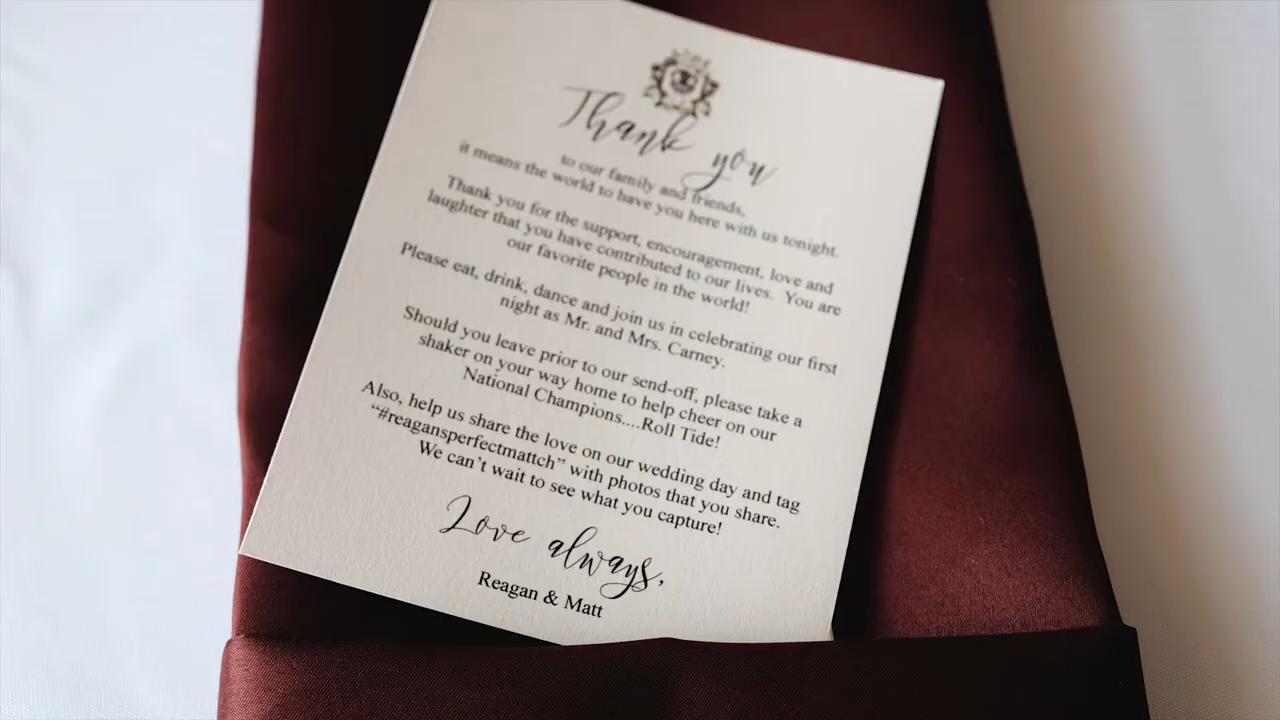 Thank you
to our family and friends,
it means the world to have you here with us tonight.
Thank you for the support, encouragement, love and
laughter that you have contributed to our lives. You are
our favorite people in the world!
Please eat, drink, dance and join us in celebrating our first
night as Mr. and Mrs. Carney.
Should you leave prior to our send-off, please take a
shaker on your way home to help cheer on our
National Champions....Roll Tide!
Also, help us share the love on our wedding day and tag
“#reagansperfectmattch” with photos that you share.
We can’t wait to see what you capture!
Love always,
Reagan & Matt